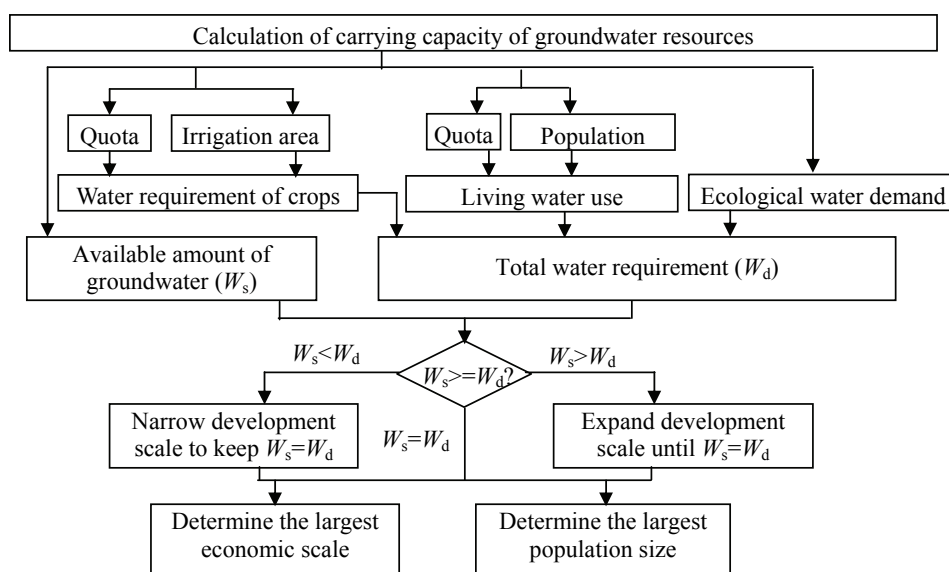 Calculation of carrying capacity of groundwater resources
Quota
Irrigation area
Quota
Population
Water requirement of crops
Living water use
Ecological water demand
Available amount of
groundwater (Ws)
Total water requirement (Wd)
Ws<Wd
Ws>=Wd?
Ws>Wd
Narrow development
scale to keep Ws=Wd
Ws=Wd
Expand development
scale until Ws=Wd
Determine the largest
economic scale
Determine the largest
population size